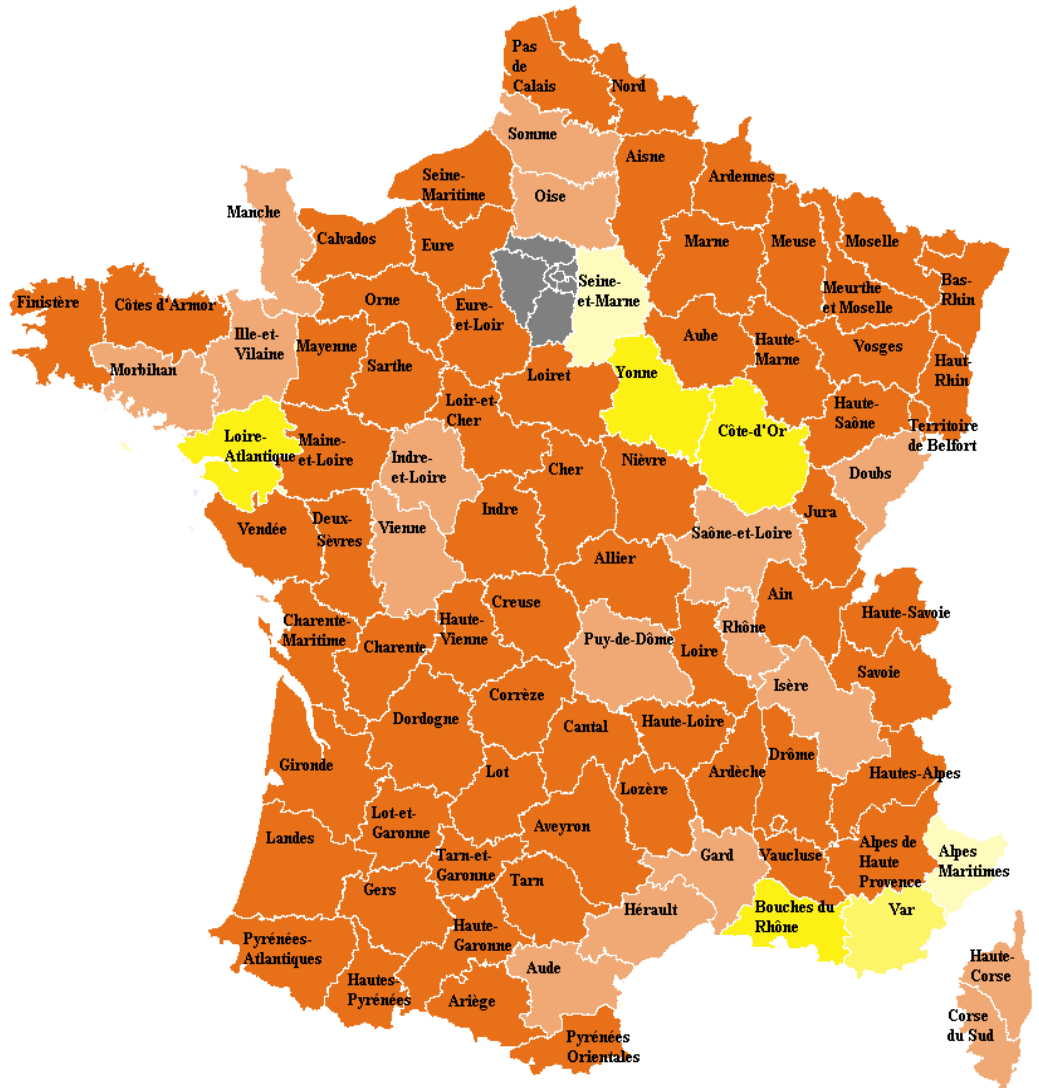 Pas
de
Calais
Nord
Somme
Aisne
Seine-
Maritime
Ardennes
Oise
Manche
Calvados
Eure
Marne
Meuse
Moselle
Bas-
Rhin
Seine-
et-Marne
Meurthe
et Moselle
Finistère
Côtes d'Armor
Orne
Eure-
et-Loir
Ille-et-
Vilaine
Mayenne
Aube
Haute-
Marne
Vosges
Haut-
Rhin
Morbihan
Sarthe
Loiret
Yonne
Loir-et-
Cher
Haute-
Saône
Territoire
de Belfort
Loire-
Atlantique
Maine-
et-Loire
Côte-d'Or
Indre-
et-Loire
Cher
Nièvre
Doubs
Vendée
Deux-
Sèvres
Vienne
Indre
Saône-et-Loire
Jura
Allier
Charente-
Maritime
Charente
Haute-
Vienne
Creuse
Puy-de-Dôme
Loire
Rhône
Ain
Haute-Savoie
Savoie
Isère
Corrèze
Dordogne
Cantal
Haute-Loire
Gironde
Lot
Lozère
Ardèche
Drôme
Hautes-Alpes
Landes
Lot-et-
Garonne
Aveyron
Tarn-et-
Garonne
Gard
Vaucluse
Alpes de
Haute
Provence
Alpes
Maritimes
Gers
Tarn
Hérault
Bouches du
Rhône
Var
Haute-
Garonne
Pyrénées-
Atlantiques
Hautes-
Pyrénées
Ariège
Aude
Pyrénées
Orientales
Haute-
Corse
Corse
du Sud